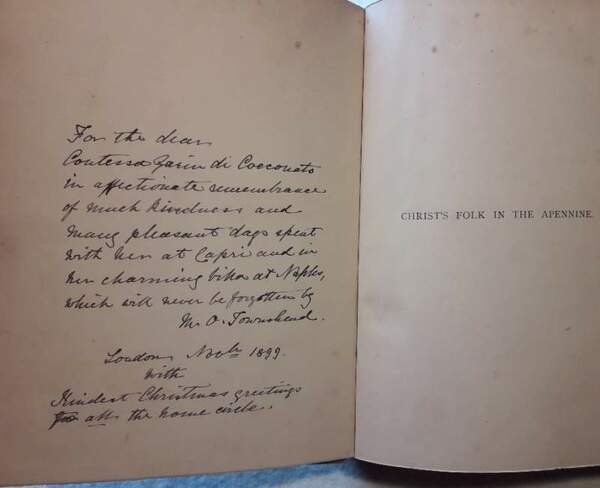 For the dear
Contessa Zarin di Cocconato
in affectionate remembrance
of much kindness and
many pleasant days spent
with her at Capri and in
her charming villa at Naples,
which will never be forgotten by
M. O. Townshend.
London, 1899.
With
Kindest Christmas greetings
for all the home circle.
CHRIST'S FOLK IN THE APENNINE.